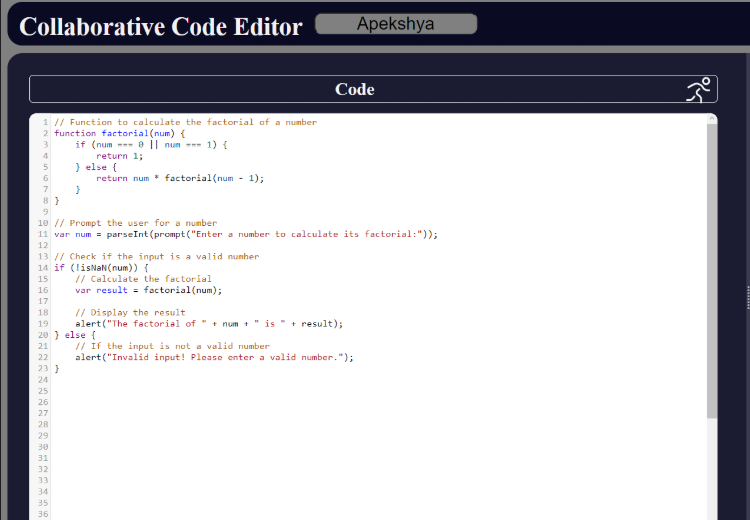 Collaborative Code Editor Apekshya
Code
1 // Function to calculate the factorial of a number
2 function factorial(num) {
3     if (num === 0 || num === 1) {
4         return 1;
5     } else {
6         return num * factorial(num - 1);
7     }
8 }
9
10 // Prompt the user for a number
11 var num = parseInt(prompt("Enter a number to calculate its factorial:"));
12
13 // Check if the input is a valid number
14 if (!isNaN(num)) {
15     // Calculate the factorial
16     var result = factorial(num);
17
18     // Display the result
19     alert("The factorial of " + num + " is " + result);
20 } else {
21     // If the input is not a valid number
22     alert("Invalid input! Please enter a valid number.");
23 }
24
25
26
27
28
29
30
31
32
33
34
35
36